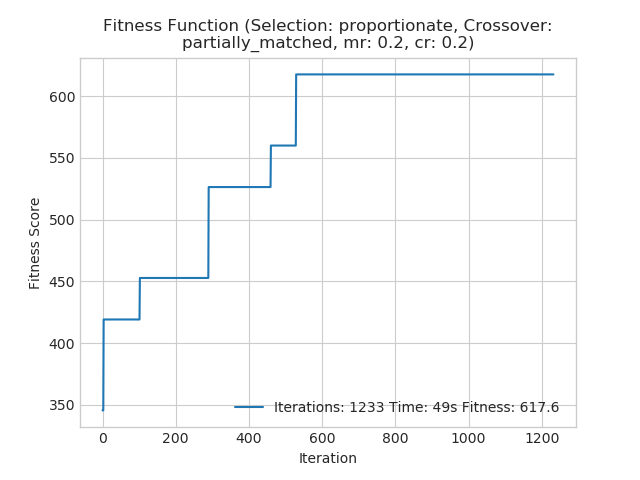 Fitness Function (Selection: proportionate, Crossover:
partially_matched, mr: 0.2, cr: 0.2)
600
550
500
450
400
350
Fitness Score
Iterations: 1233 Time: 49s Fitness: 617.6
0 200 400 600 800 1000 1200
Iteration